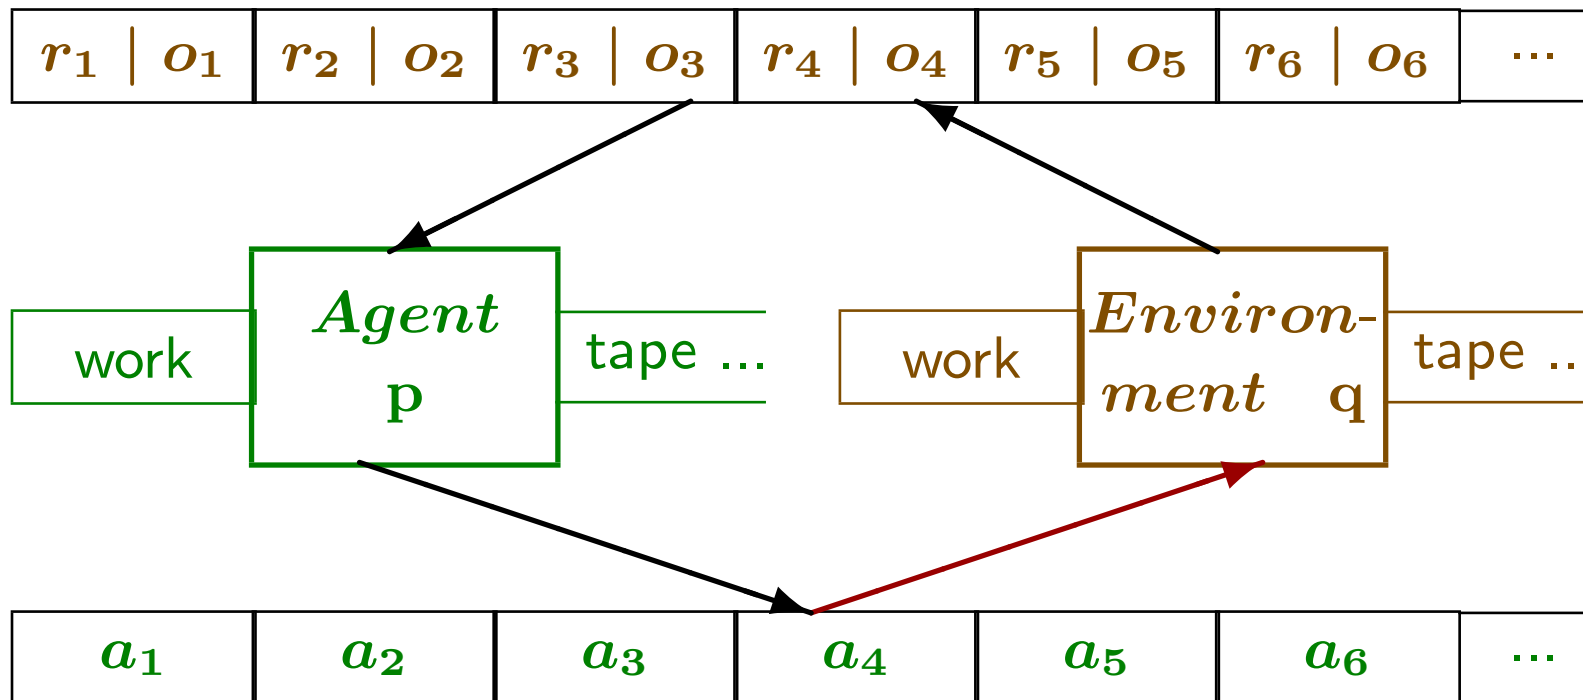 r₁ | o₁ r₂ | o₂ r₃ | o₃ r₄ | o₄ r₅ | o₅ r₆ | o₆ ...
Agent
p
work
tape ...
Environ-
ment q
work
tape ..
a₁ a₂ a₃ a₄ a₅ a₆ ...